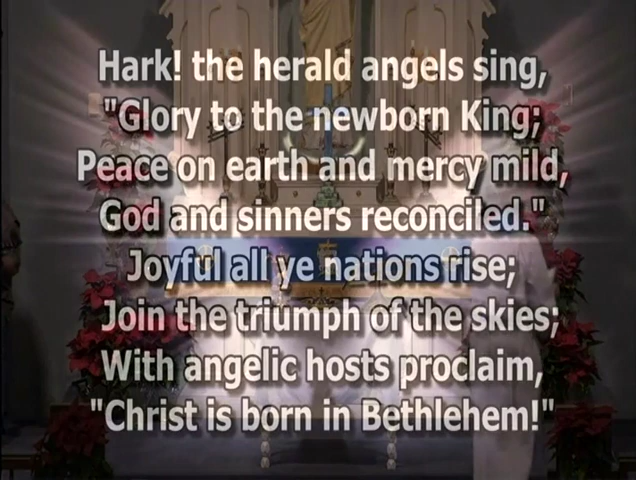 Hark! the herald angels sing,
"Glory to the newborn King;
Peace on earth and mercy mild,
God and sinners reconciled."
Joyful all ye nations rise;
Join the triumph of the skies;
With angelic hosts proclaim,
"Christ is born in Bethlehem!"